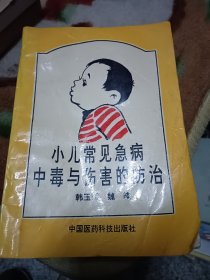 小儿常见急病
中毒与伤害的防治
韩玉
中国医药科技出版社